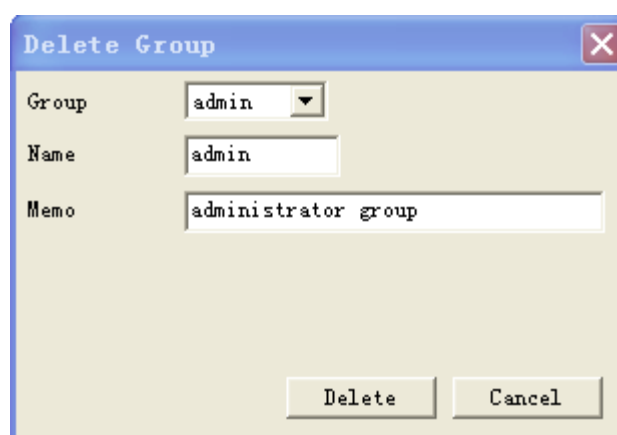 Delete Group
Group admin
Name admin
Memo administrator group
Delete Cancel